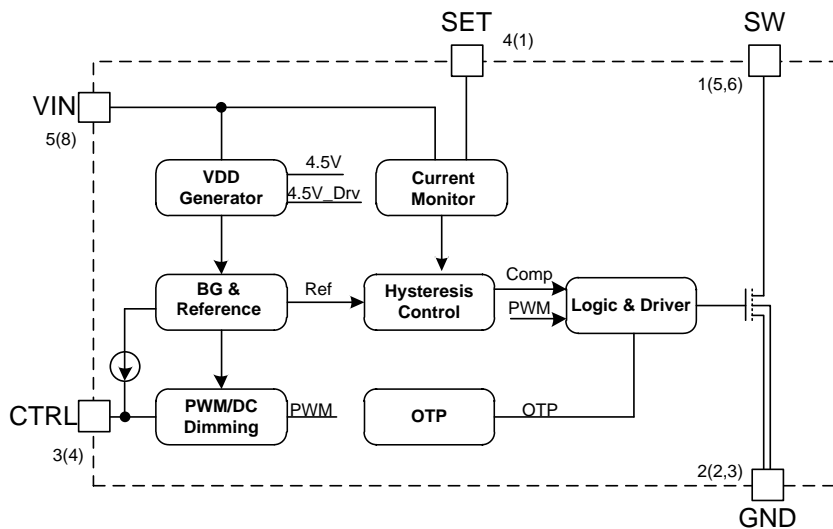 SET
SW
4(1)
1(5,6)
VIN
5(8)
VDD
Generator
4.5V
4.5V_Drv
Current
Monitor
BG &
Reference
Ref
Hysteresis
Control
Comp
PWM
Logic & Driver
CTRL
3(4)
PWM/DC
Dimming
PWM
OTP
OTP
2(2,3)
GND